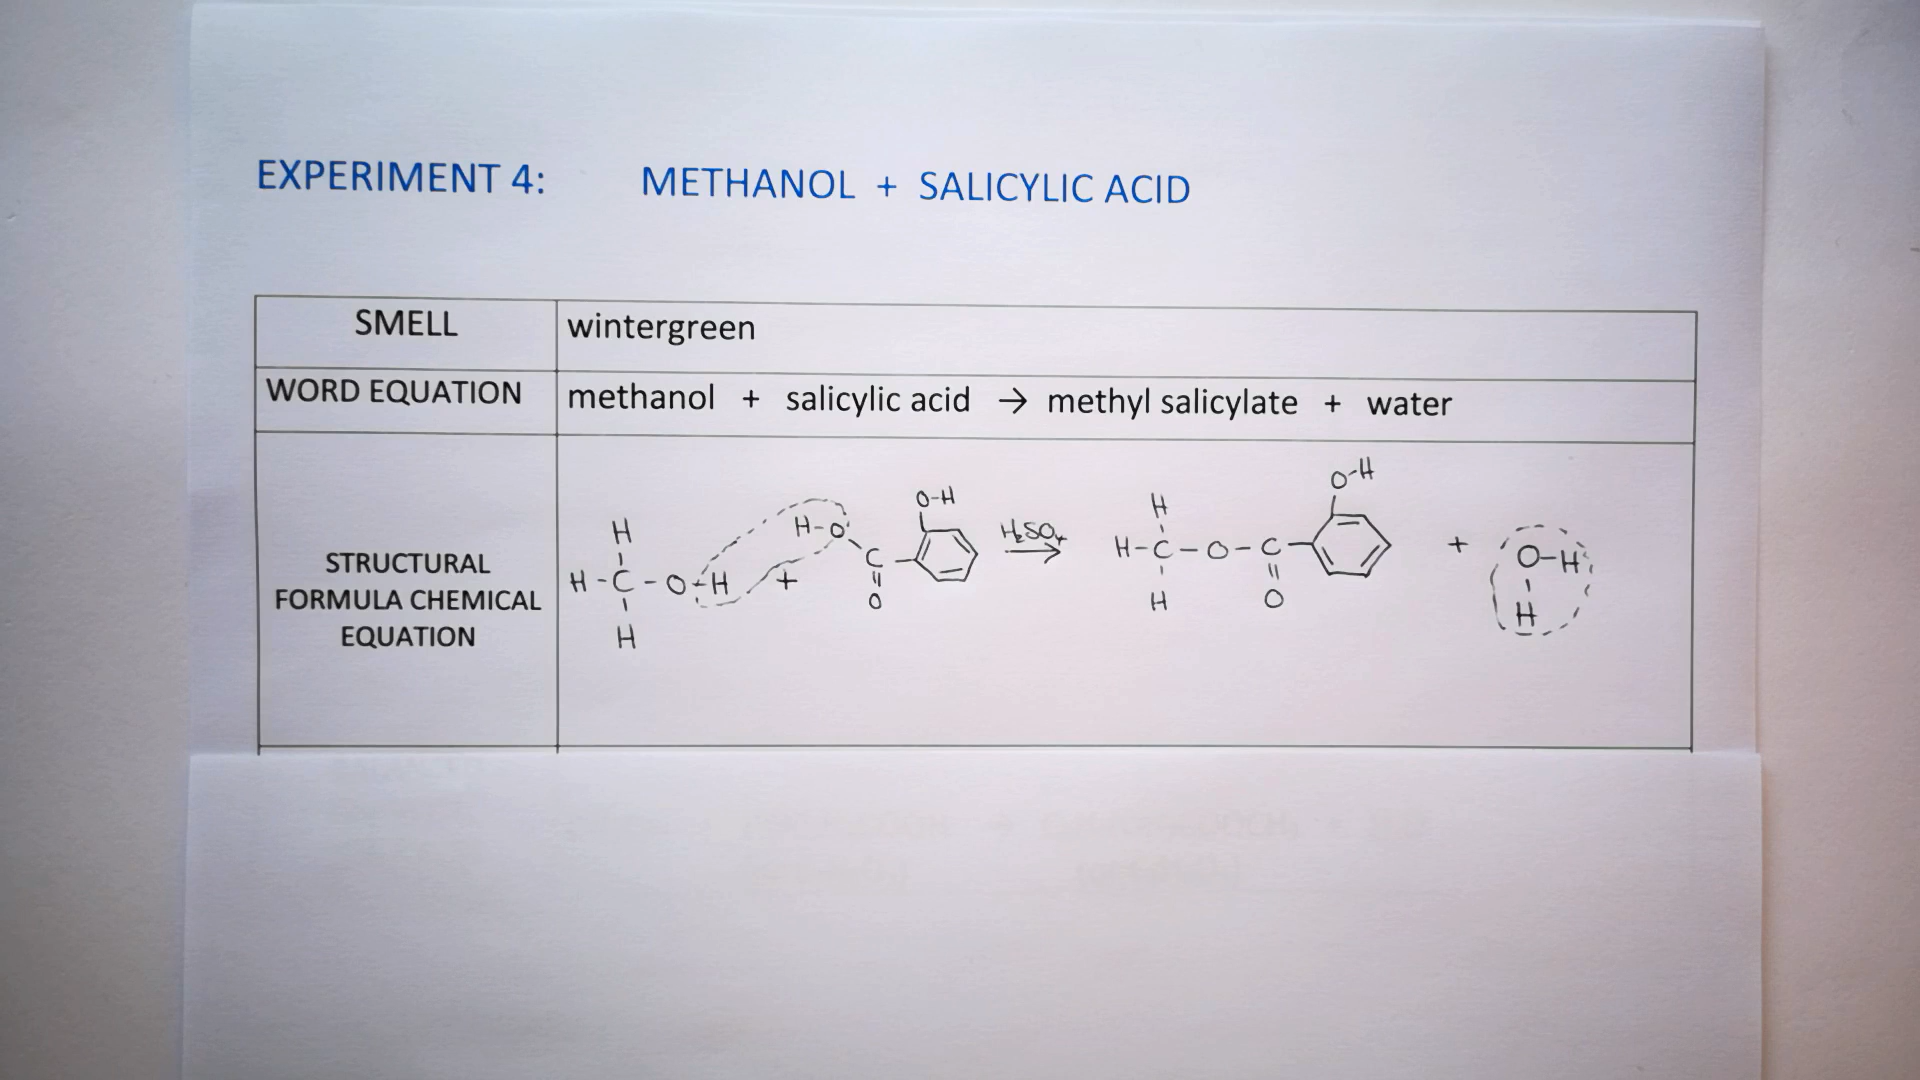 EXPERIMENT 4: METHANOL + SALICYLIC ACID
SMELL wintergreen
WORD EQUATION methanol + salicylic acid → methyl salicylate + water
STRUCTURAL
FORMULA CHEMICAL
EQUATION
O-H
O-H
H
H
H-O
H₂SO₄
H-C-O-H + C
→
H-C-O-C + O-H
=
=
O
H
O
H
H